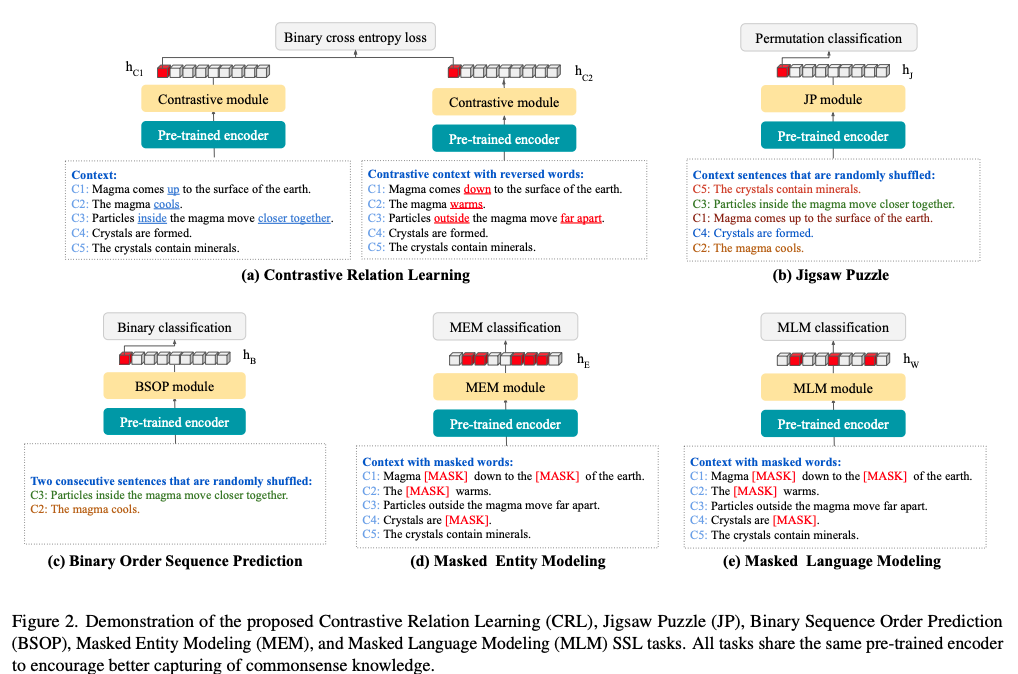 Binary cross entropy loss
h_C1
h_C2
Contrastive module
Contrastive module
Pre-trained encoder
Pre-trained encoder
Context:
C1: Magma comes up to the surface of the earth.
C2: The magma cools.
C3: Particles inside the magma move closer together.
C4: Crystals are formed.
C5: The crystals contain minerals.
Contrastive context with reversed words:
C1: Magma comes down to the surface of the earth.
C2: The magma warms.
C3: Particles outside the magma move far apart.
C4: Crystals are formed.
C5: The crystals contain minerals.
(a) Contrastive Relation Learning
Permutation classification
h_J
JP module
Pre-trained encoder
Context sentences that are randomly shuffled:
C5: The crystals contain minerals.
C3: Particles inside the magma move closer together.
C1: Magma comes up to the surface of the earth.
C4: Crystals are formed.
C2: The magma cools.
(b) Jigsaw Puzzle
Binary classification
h_B
BSOP module
Pre-trained encoder
Two consecutive sentences that are randomly shuffled:
C3: Particles inside the magma move closer together.
C2: The magma cools.
(c) Binary Order Sequence Prediction
MEM classification
h_E
MEM module
Pre-trained encoder
Context with masked words:
C1: Magma [MASK] down to the [MASK] of the earth.
C2: The [MASK] warms.
C3: Particles outside the magma move far apart.
C4: Crystals are [MASK].
C5: The crystals contain minerals.
(d) Masked Entity Modeling
MLM classification
h_W
MLM module
Pre-trained encoder
Context with masked words:
C1: Magma [MASK] down to the [MASK] of the earth.
C2: The [MASK] warms.
C3: Particles outside the magma move far apart.
C4: Crystals are [MASK].
C5: The crystals contain minerals.
(e) Masked Language Modeling
Figure 2. Demonstration of the proposed Contrastive Relation Learning (CRL), Jigsaw Puzzle (JP), Binary Sequence Order Prediction
(BSOP), Masked Entity Modeling (MEM), and Masked Language Modeling (MLM) SSL tasks. All tasks share the same pre-trained encoder
to encourage better capturing of commonsense knowledge.